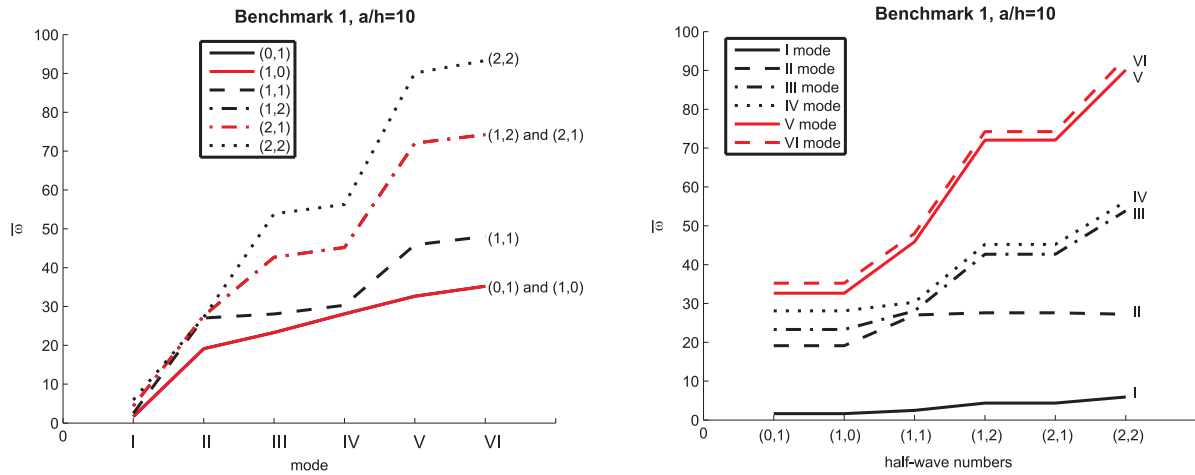 Benchmark 1, a/h=10
100
90
80
70
60
50
40
30
20
10
0
ω̅
(0,1)
(1,0)
(1,1)
(1,2)
(2,1)
(2,2)
(2,2)
(1,2) and (2,1)
(1,1)
(0,1) and (1,0)
0 I II III IV V VI
mode
Benchmark 1, a/h=10
100
90
80
70
60
50
40
30
20
10
0
ω̅
I mode
II mode
III mode
IV mode
V mode
VI mode
VI
V
IV
III
II
I
0 (0,1) (1,0) (1,1) (1,2) (2,1) (2,2)
half-wave numbers